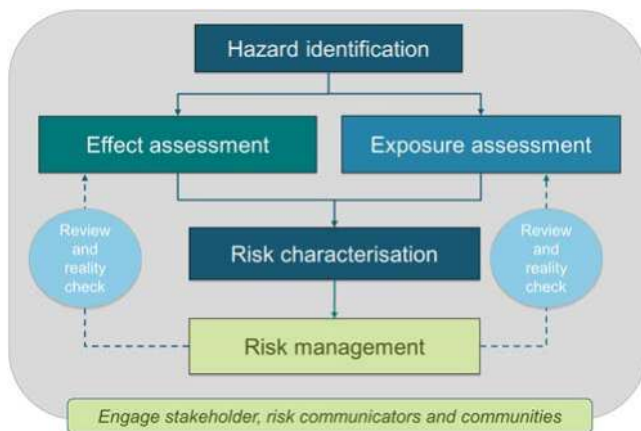 Hazard identification
Effect assessment
Exposure assessment
Review
and
reality
check
Risk characterisation
Review
and
reality
check
Risk management
Engage stakeholder, risk communicators and communities